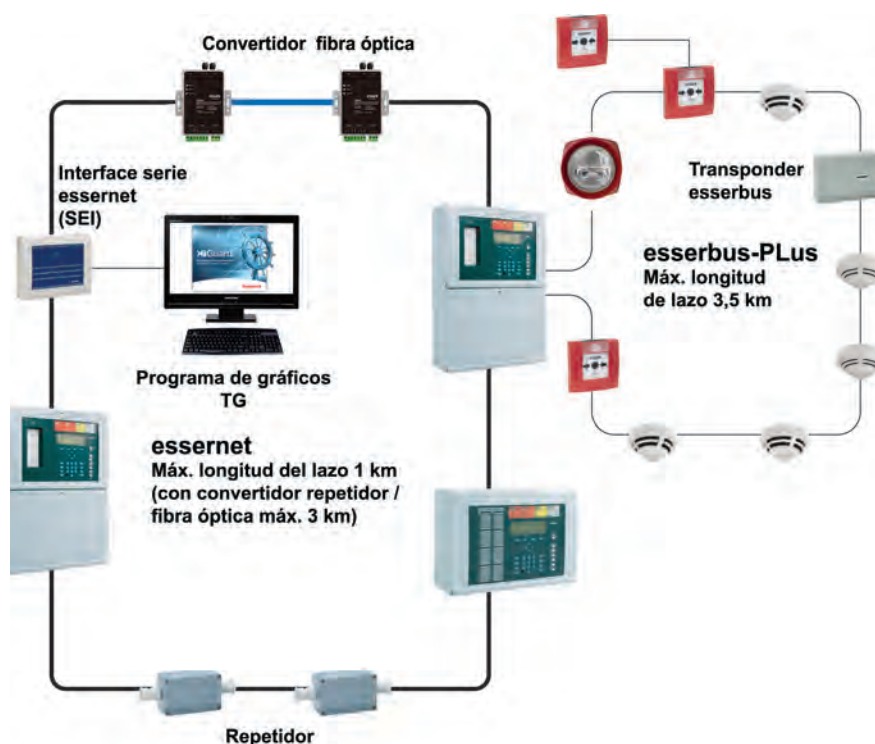 Convertidor fibra óptica
Interface serie
essernet
(SEI)
Transponder
esserbus
esserbus-PLus
Máx. longitud
de lazo 3,5 km
Programa de gráficos
TG
essernet
Máx. longitud del lazo 1 km
(con convertidor repetidor /
fibra óptica máx. 3 km)
Repetidor